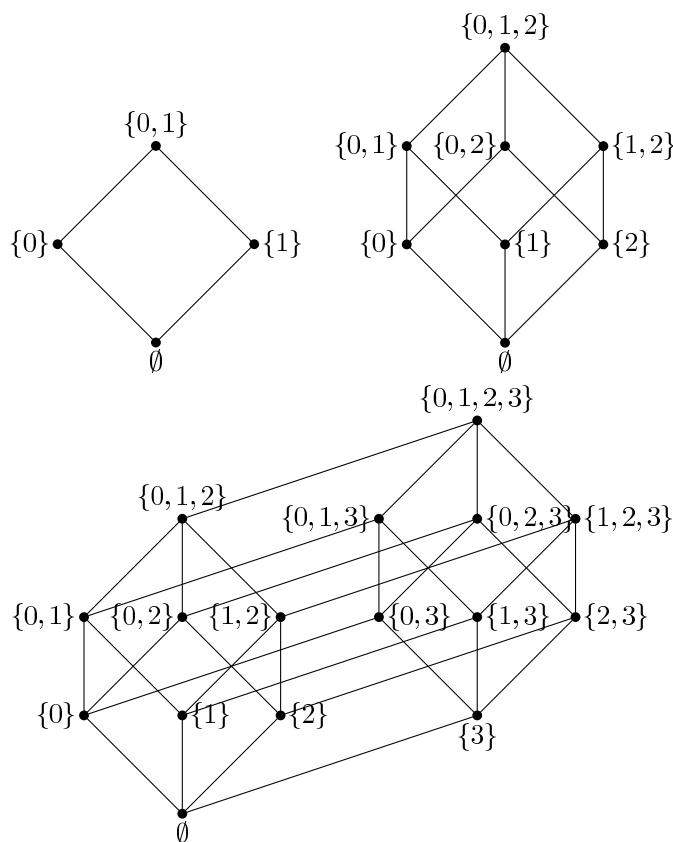 {0, 1, 2}
{0, 1}
{0, 1} {0, 2} {1, 2}
{0} {1} {0} {1} {2}
∅ ∅
{0, 1, 2, 3}
{0, 1, 2}
{0, 1, 3} {0, 2, 3} {1, 2, 3}
{0, 1} {0, 2} {1, 2} {0, 3} {1, 3} {2, 3}
{0} {1} {2}
{3}
∅